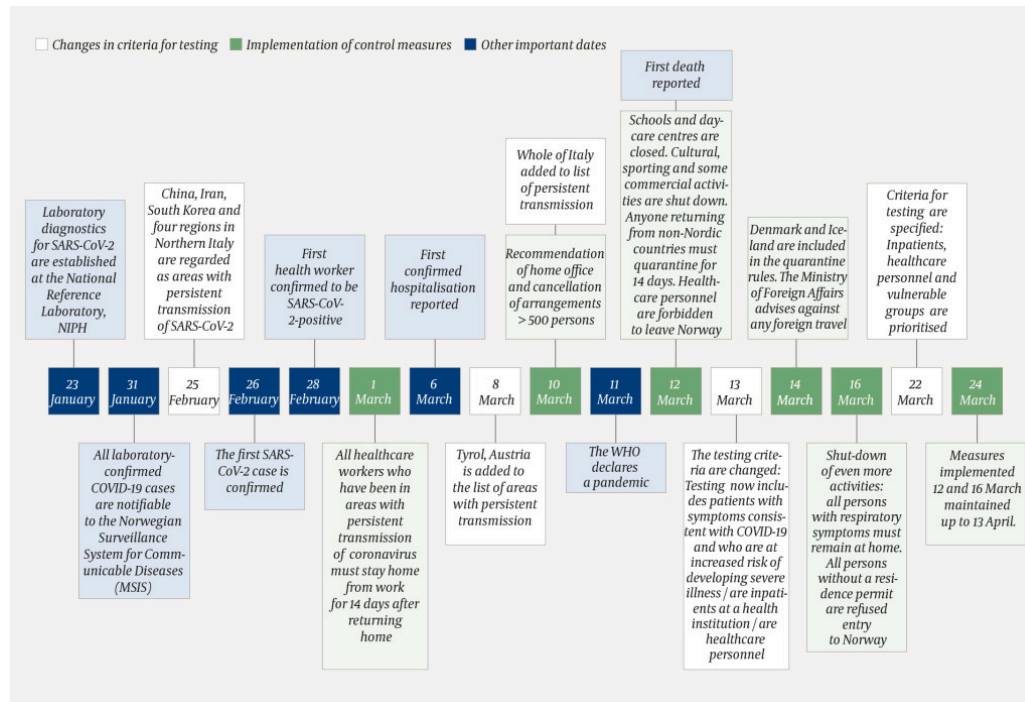 Changes in criteria for testing
Implementation of control measures
Other important dates
Laboratory
diagnostics
for SARS-CoV-2
are established
at the National
Reference
Laboratory,
NIPH
China, Iran,
South Korea and
four regions in
Northern Italy
are regarded
as areas with
persistent
transmission
of SARS-CoV-2
First
health worker
confirmed to be
SARS-CoV-
2-positive
First
confirmed
hospitalisation
reported
Whole of Italy
added to list
of persistent
transmission
Recommendation
of home office
and cancellation
of arrangements
> 500 persons
First death
reported
Schools and day-
care centres are
closed. Cultural,
sporting and some
commercial activi-
ties are shut down.
Anyone returning
from non-Nordic
countries must
quarantine for
14 days. Health-
care personnel
are forbidden
to leave Norway
Denmark and Ice-
land are included
in the quarantine
rules. The Ministry
of Foreign Affairs
advises against
any foreign travel
Criteria for
testing are
specified:
Inpatients,
healthcare
personnel and
vulnerable
groups are
prioritised
23
January
31
January
25
February
26
February
28
February
1
March
6
March
8
March
10
March
11
March
12
March
13
March
14
March
16
March
22
March
24
March
All laboratory-
confirmed
COVID-19 cases
are notifiable
to the Norwegian
Surveillance
System for Comm-
unicable Diseases
(MSIS)
The first SARS-
CoV-2 case is
confirmed
All healthcare
workers who
have been in
areas with
persistent
transmission
of coronavirus
must stay home
from work
for 14 days after
returning
home
Tyrol, Austria
is added to
the list of areas
with persistent
transmission
The WHO
declares
a pandemic
The testing crite-
ria are changed:
Testing now inclu-
des patients with
symptoms consis-
tent with COVID-19
and who are at
increased risk of
developing severe
illness / are inpati-
ents at a health
institution / are
healthcare
personnel
Shut-down
of even more
activities:
all persons
with respiratory
symptoms must
remain at home.
All persons
without a resi-
dence permit
are refused
entry
to Norway
Measures
implemented
12 and 16 March
maintained
up to 13 April.